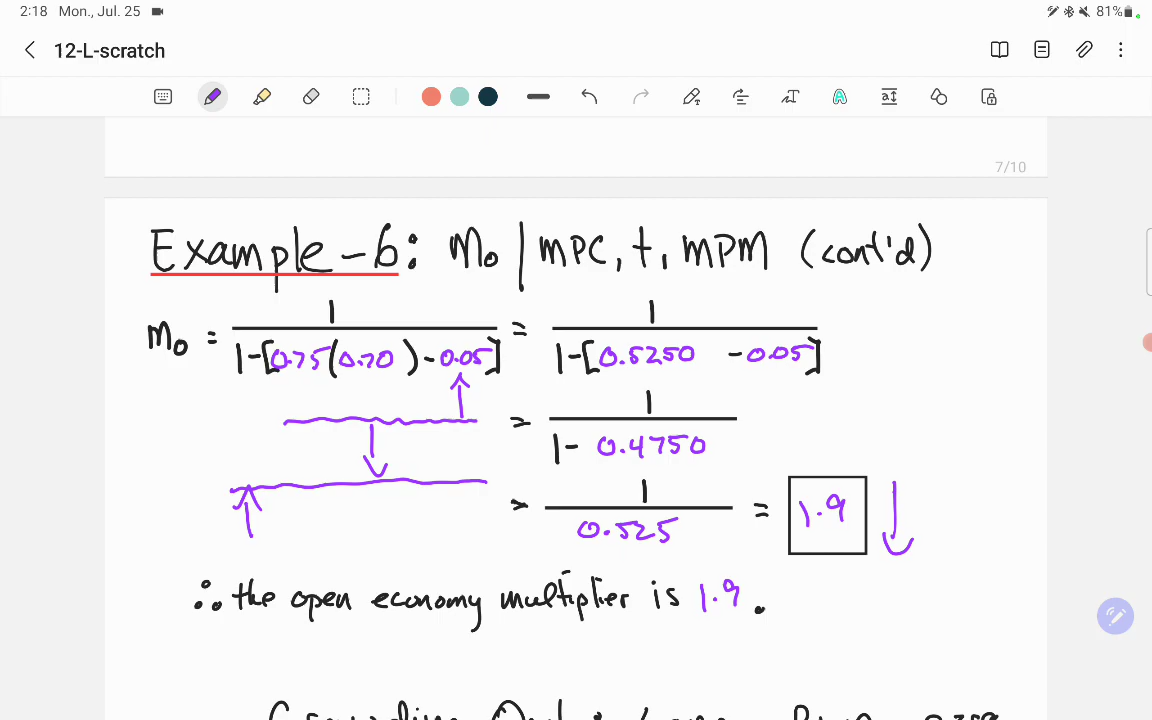 2:18 Mon., Jul. 25 81%
12-L-scratch
7/10
Example-6: Mo | MPC, t, MPM (cont'd)
Mo = 1 / 1-[0.75(0.70)-0.05] = 1 / 1-[0.5250 -0.05]
= 1 / 1- 0.4750
= 1 / 0.525 = 1.9
∴ the open economy multiplier is 1.9.